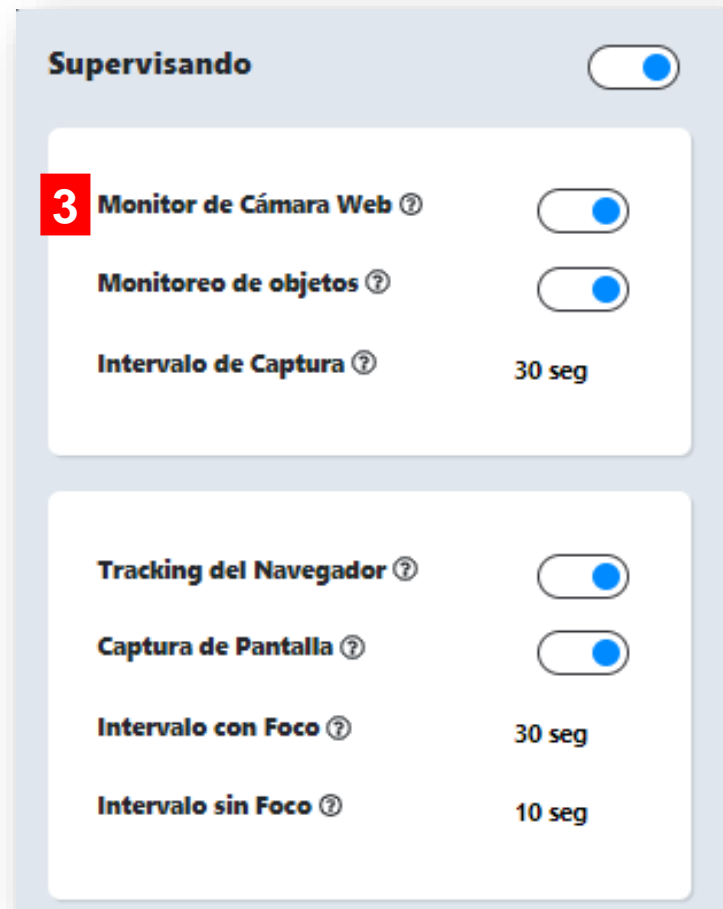 Supervisando
3 Monitor de Cámara Web ?
Monitoreo de objetos ?
Intervalo de Captura ? 30 seg
Tracking del Navegador ?
Captura de Pantalla ?
Intervalo con Foco ? 30 seg
Intervalo sin Foco ? 10 seg